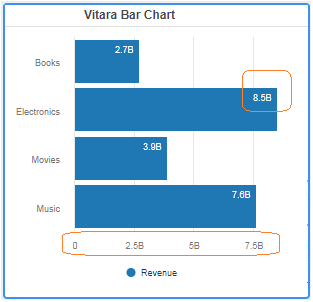 Vitara Bar Chart
Books 2.7B
Electronics 8.5B
Movies 3.9B
Music 7.6B
0 2.5B 5B 7.5B
Revenue